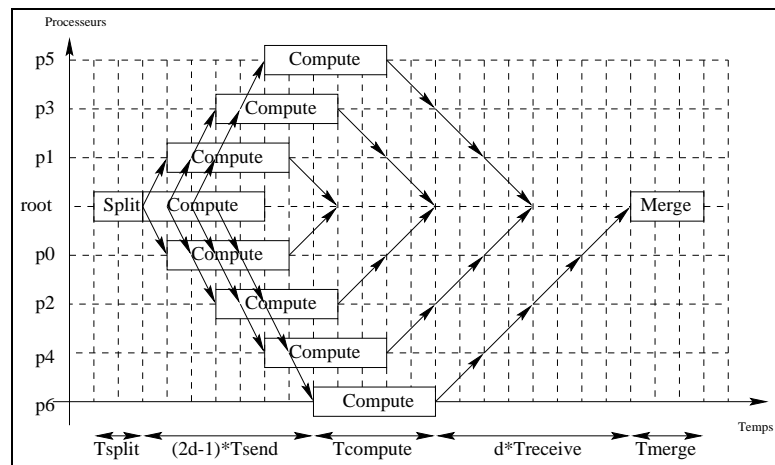 Processeurs
p5 Compute
p3 Compute
p1 Compute
root Split Compute Merge
p0 Compute
p2 Compute
p4 Compute
p6 Compute
Temps
Tsplit (2d-1)*Tsend Tcompute d*Treceive Tmerge